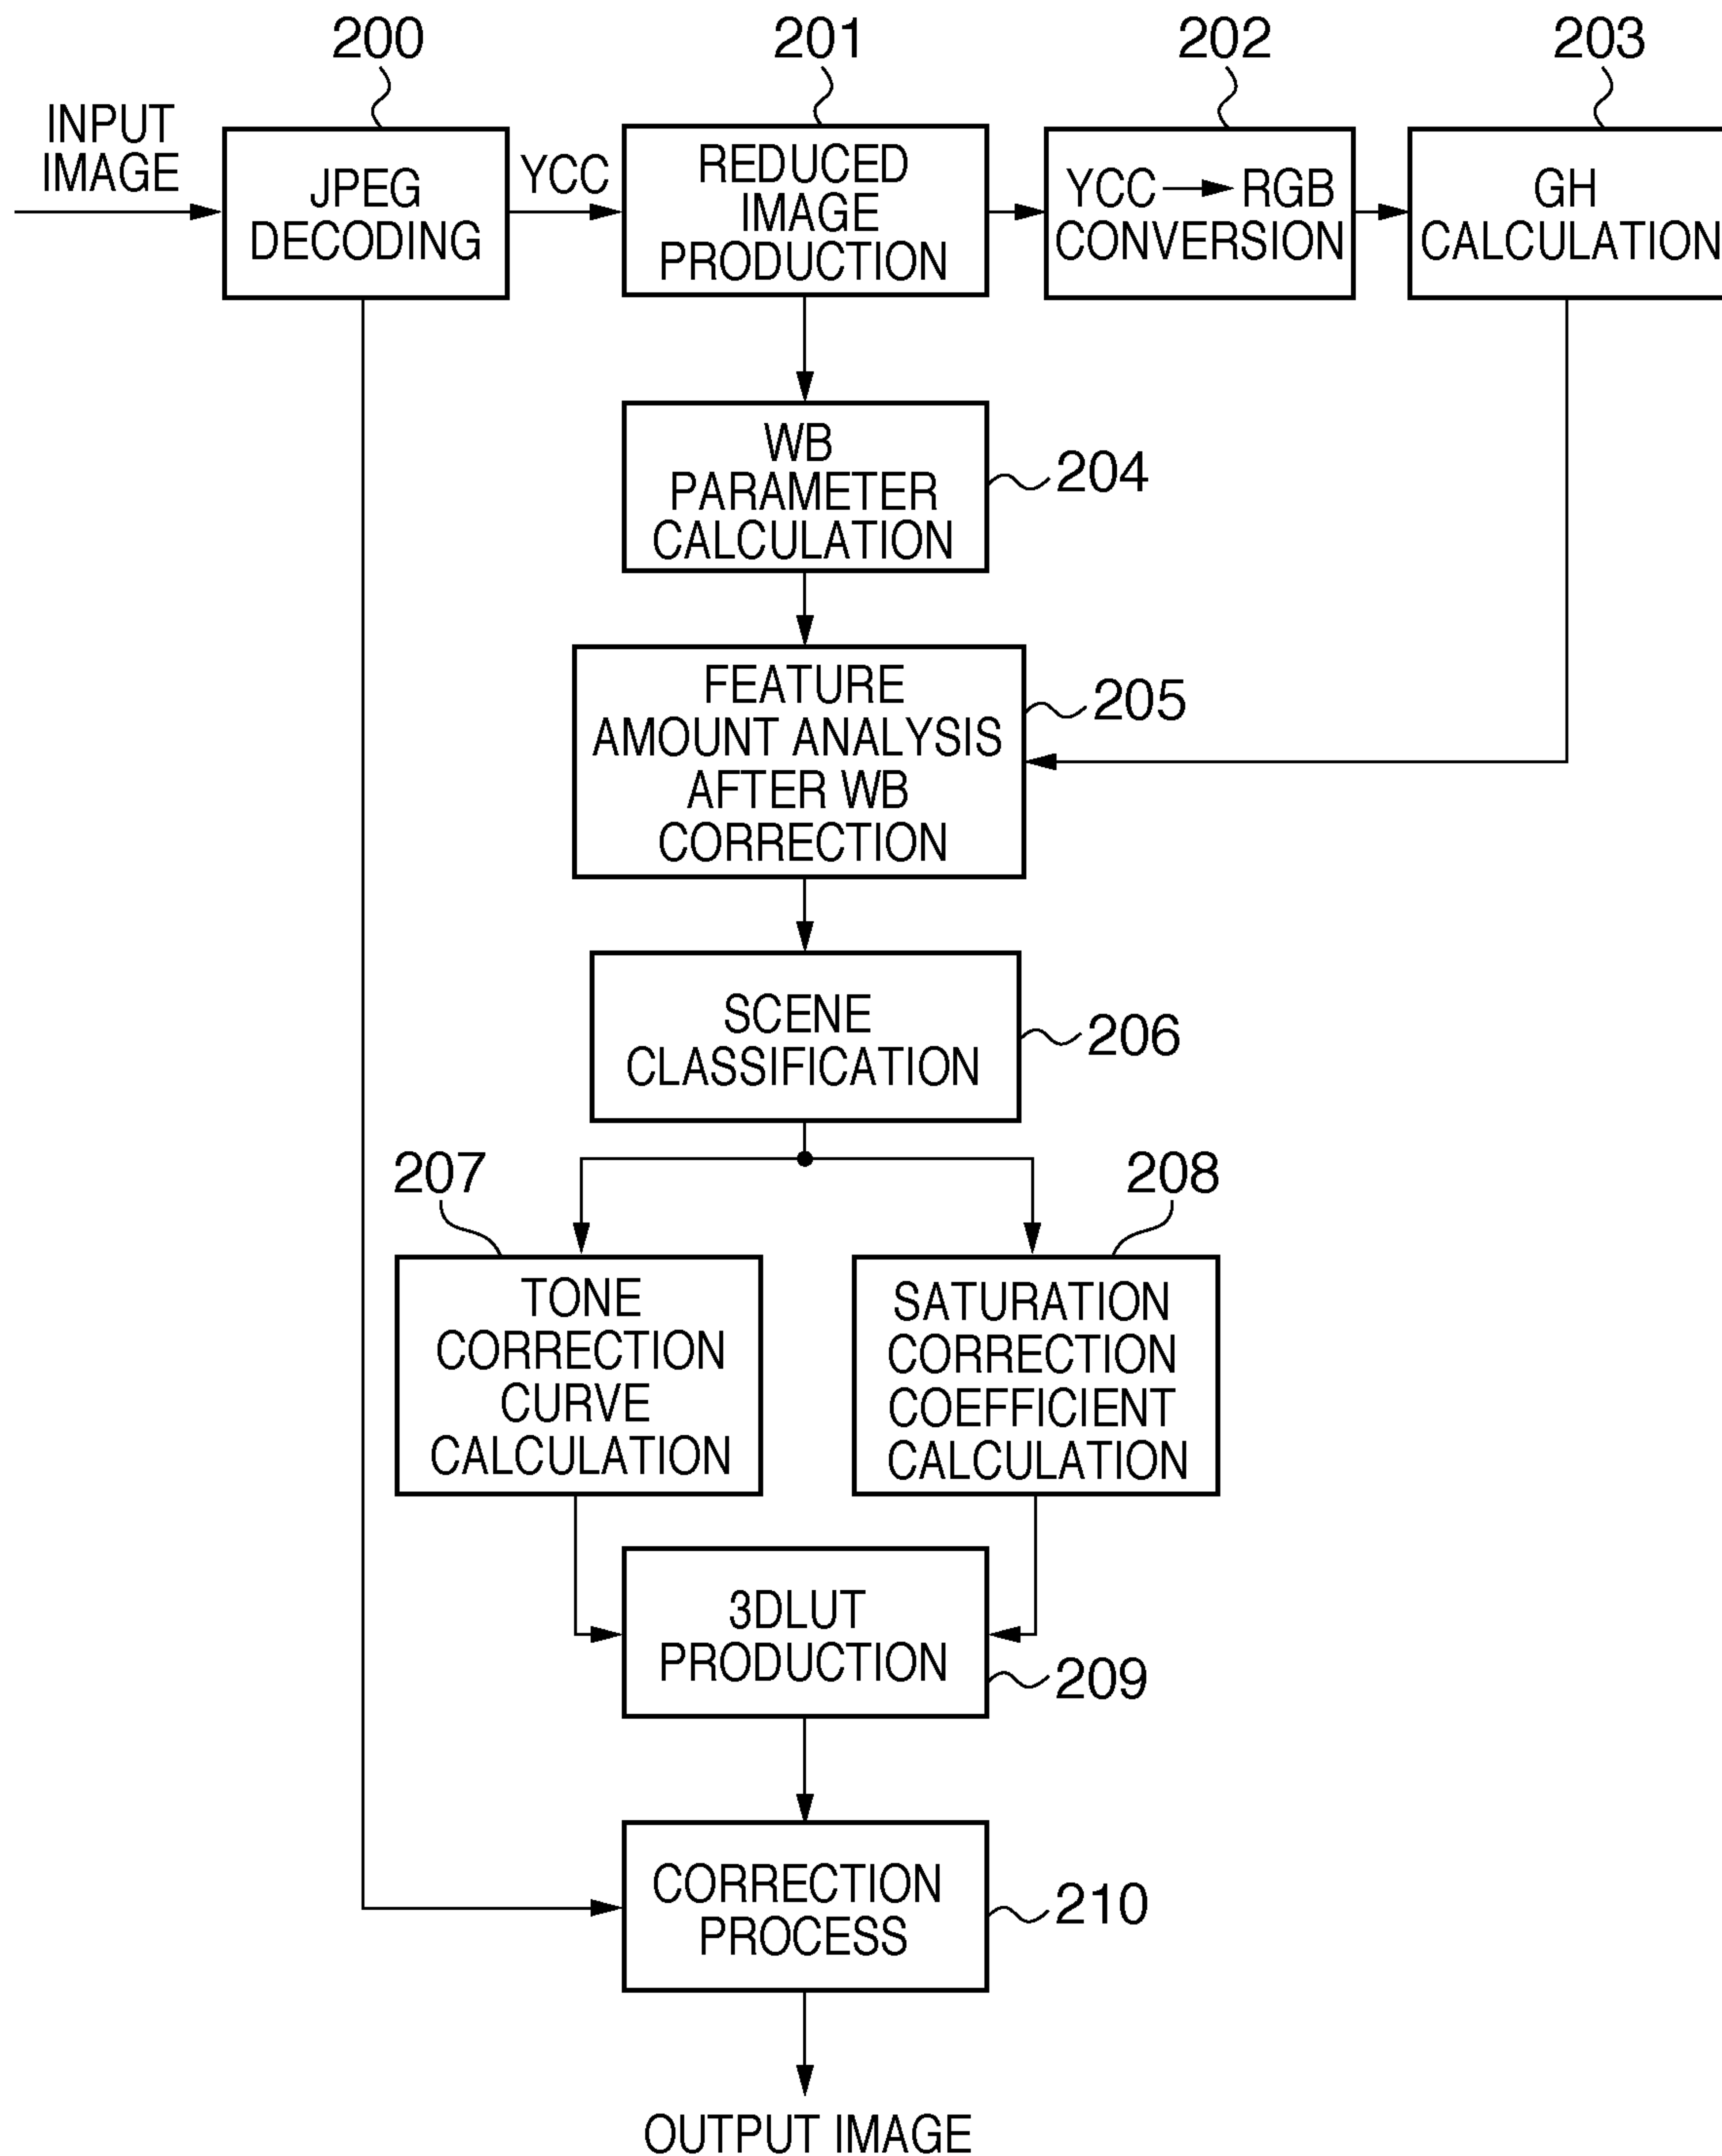 200
201
202
203
INPUT
IMAGE
JPEG
DECODING
YCC
REDUCED
IMAGE
PRODUCTION
YCC → RGB
CONVERSION
GH
CALCULATION
WB
PARAMETER
CALCULATION
204
FEATURE
AMOUNT ANALYSIS
AFTER WB
CORRECTION
205
SCENE
CLASSIFICATION
206
207
208
TONE
CORRECTION
CURVE
CALCULATION
SATURATION
CORRECTION
COEFFICIENT
CALCULATION
3DLUT
PRODUCTION
209
CORRECTION
PROCESS
210
OUTPUT IMAGE